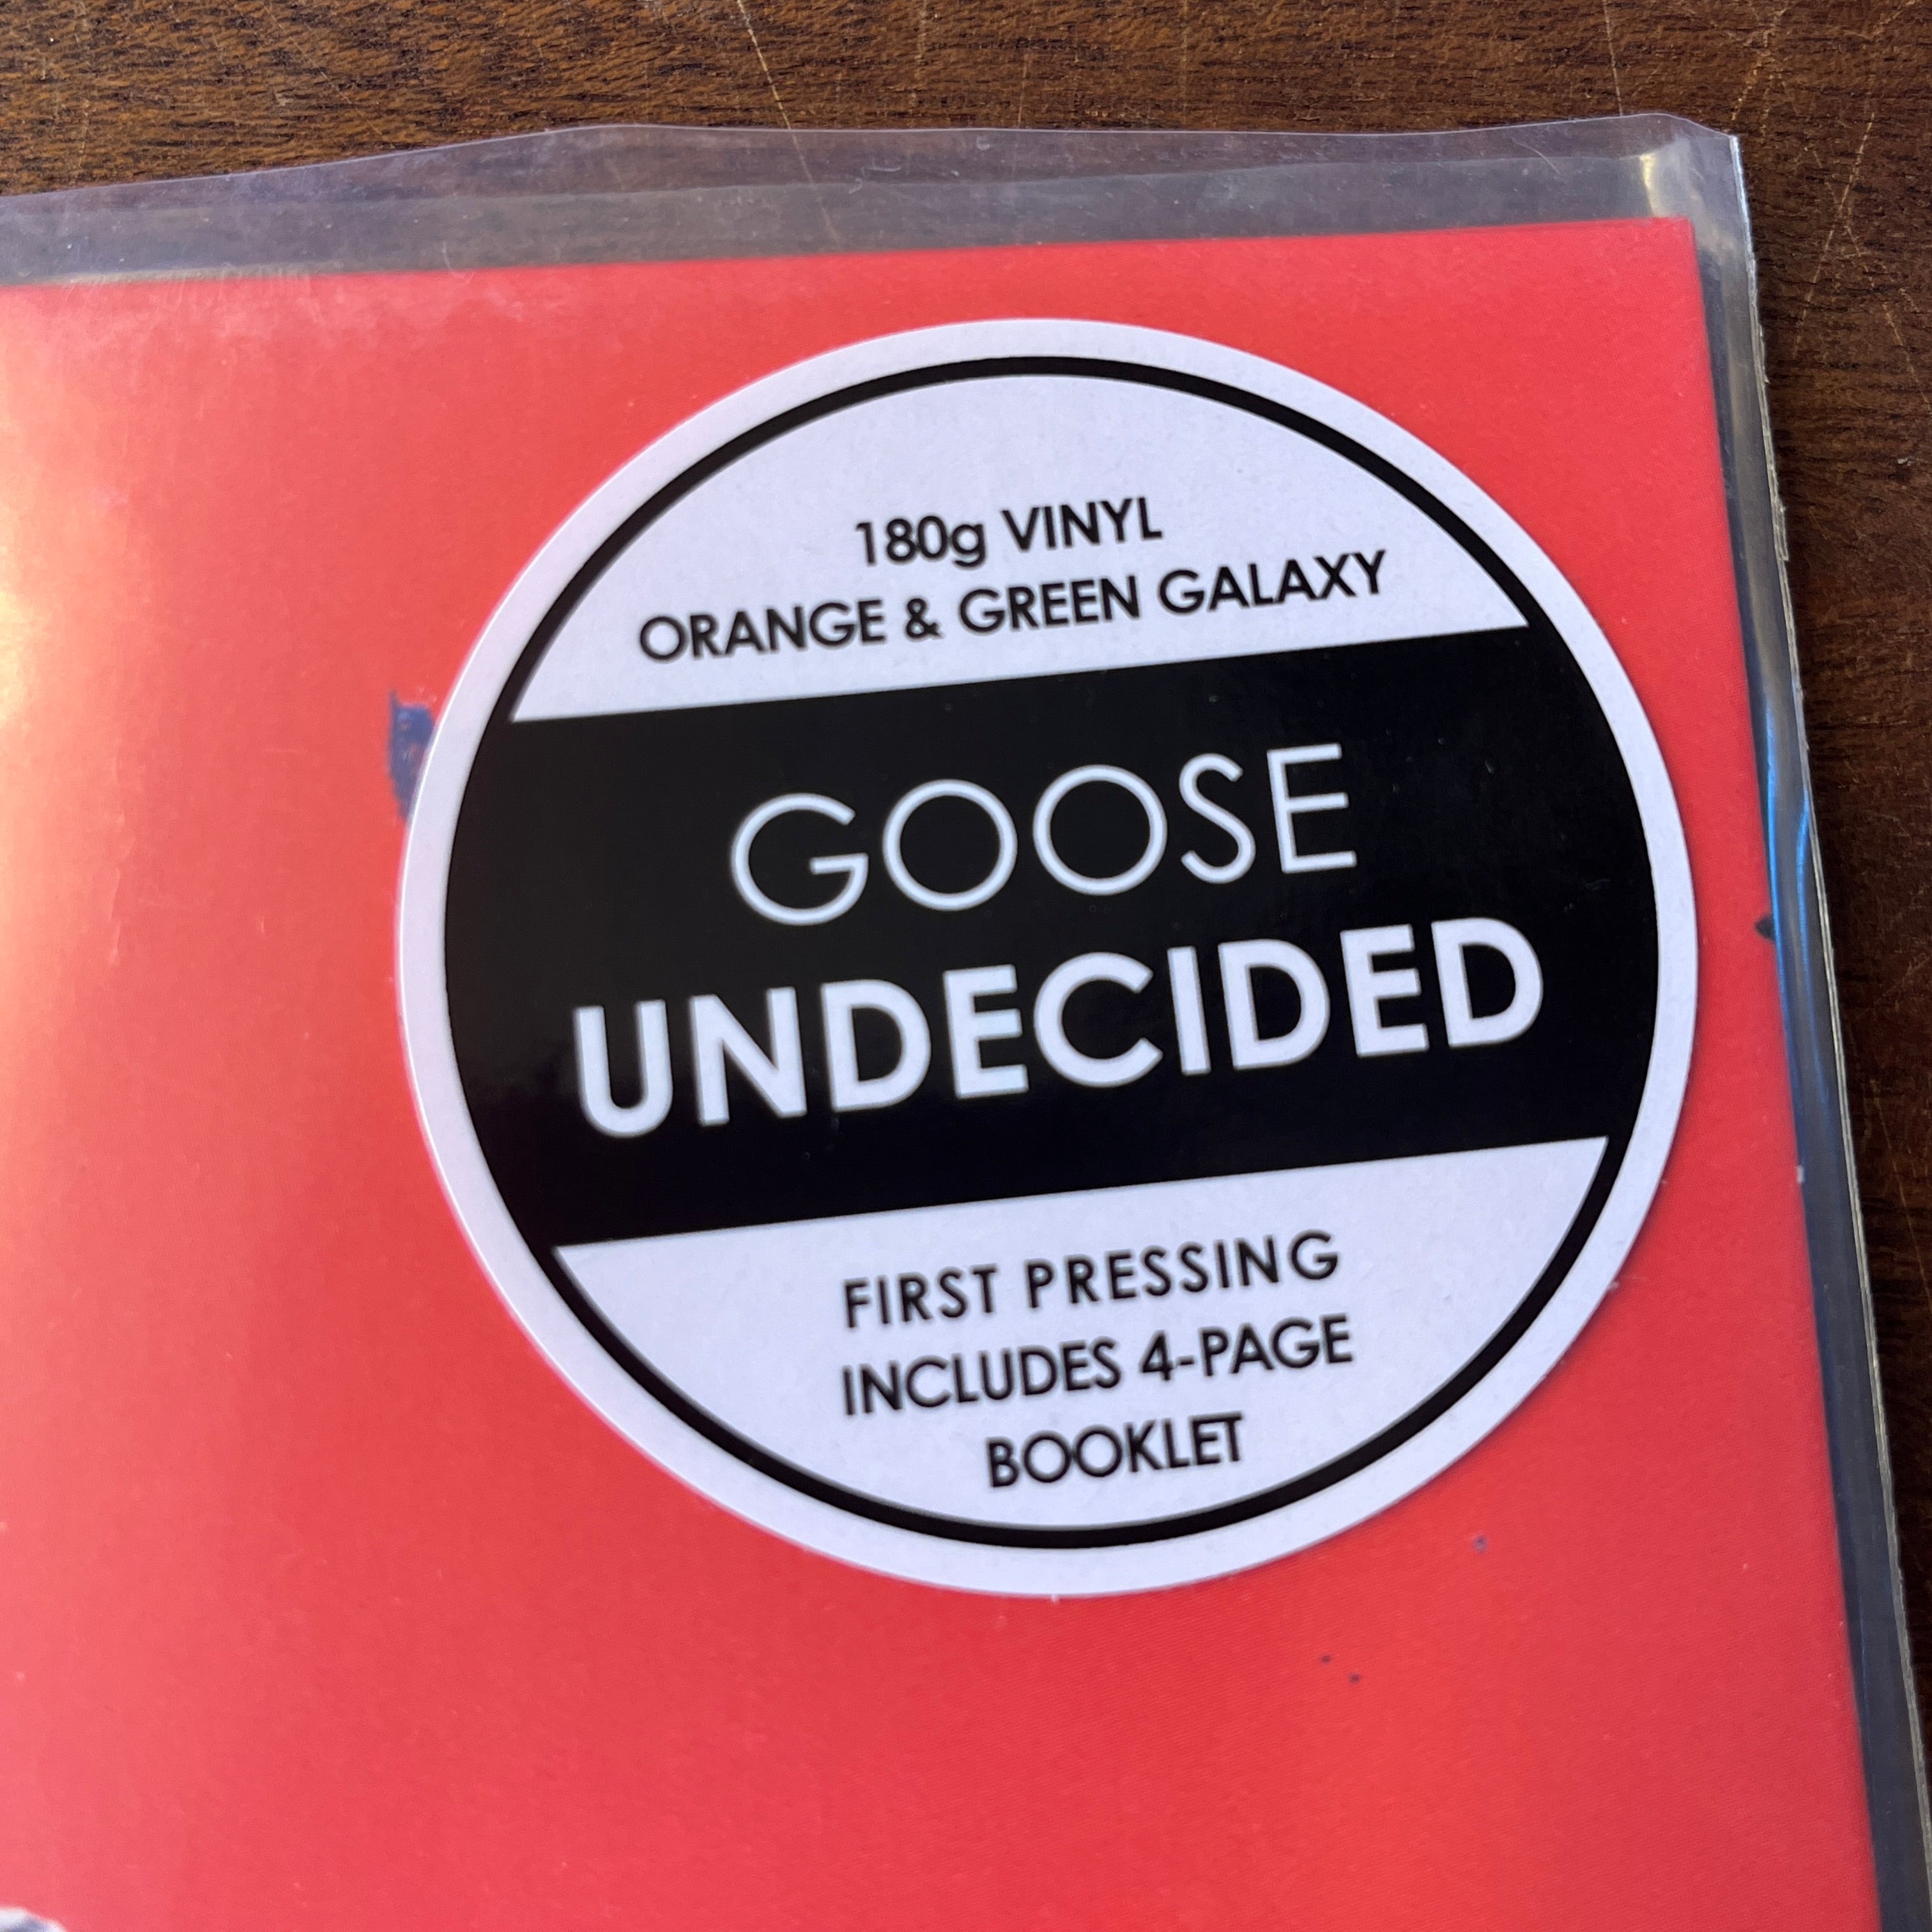 180g VINYL
ORANGE & GREEN GALAXY
GOOSE
UNDECIDED
FIRST PRESSING
INCLUDES 4-PAGE
BOOKLET